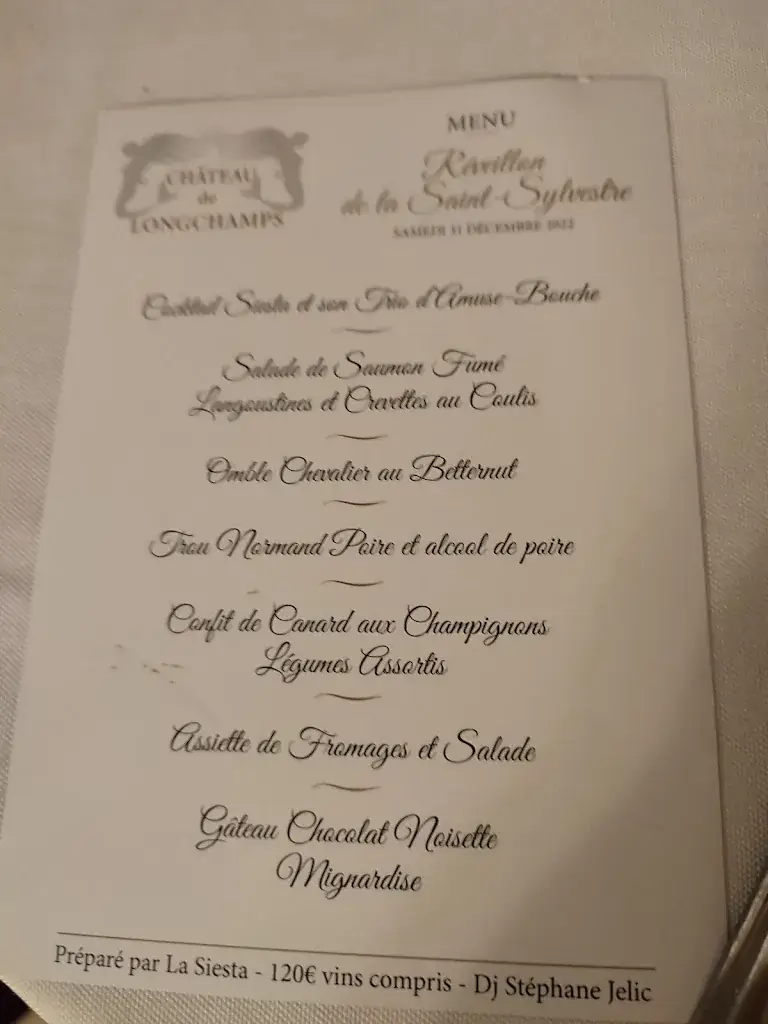 CHÂTEAU
de
LONGCHAMPS
MENU
Réveillon
de la Saint-Sylvestre
SAMEDI 31 DÉCEMBRE 2022
Cocktail Siesta et son Trio d'Amuse-Bouche
Salade de Saumon Fumé
Langoustines et Crevettes au Coulis
Omble Chevalier au Betternut
Trou Normand Poire et alcool de poire
Confit de Canard aux Champignons
Légumes Assortis
Assiette de Fromages et Salade
Gâteau Chocolat Noisette
Mignardise
Préparé par La Siesta - 120€ vins compris - Dj Stéphane Jelic